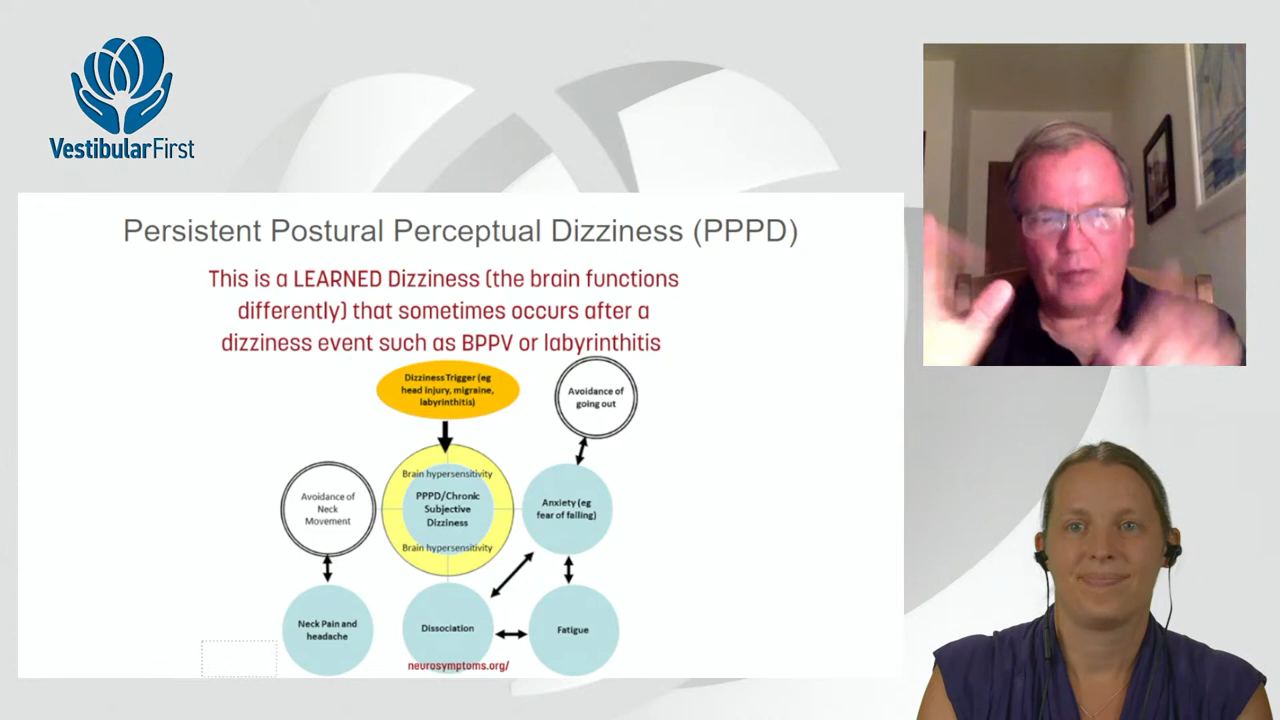 VestibularFirst
Persistent Postural Perceptual Dizziness (PPPD)
This is a LEARNED Dizziness (the brain functions
differently) that sometimes occurs after a
dizziness event such as BPPV or labyrinthitis
Dizziness Trigger (eg
head injury, migraine,
labyrinthitis)
Avoidance of
going out
Brain hypersensitivity
PPPD/Chronic
Subjective
Dizziness
Brain hypersensitivity
Avoidance of
Neck
Movement
Anxiety (eg
fear of falling)
Neck Pain and
headache
Dissociation
Fatigue
neurosymptoms.org/